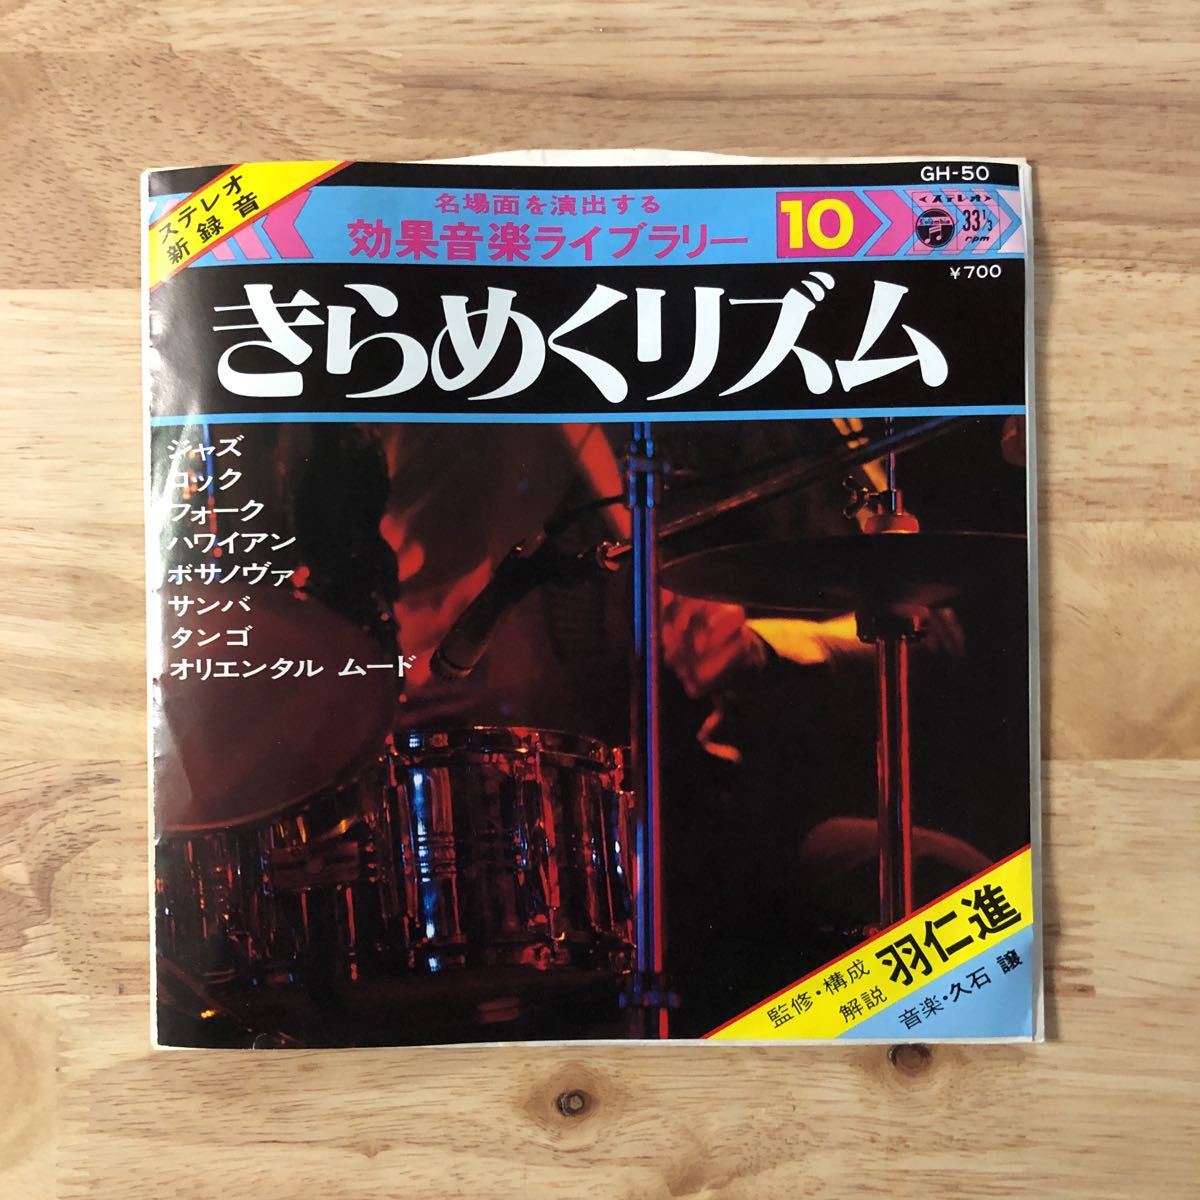 ステレオ
新録音
名場面を演出する
効果音楽ライブラリー
10
GH-50
ステレオ
Columbia
33⅓
rpm
¥700
きらめくリズム
ジャズ
ロック
フォーク
ハワイアン
ボサノヴァ
サンバ
タンゴ
オリエンタル ムード
監修・構成
解説
羽仁進
音楽・久石 譲